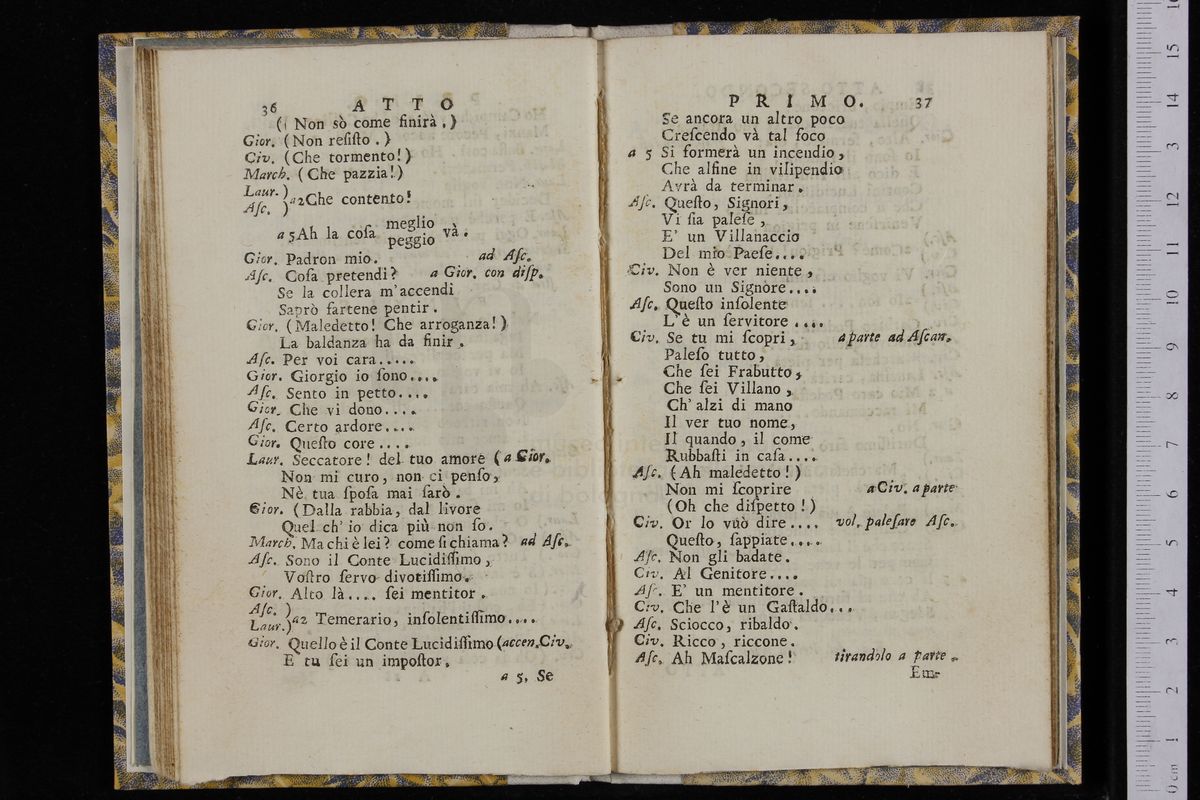 36 A T T O
(( Non sò come finirà.)
Gior. (Non reſiſto.)
Civ. (Che tormento!)
March. (Che pazzia!)
Laur. )
Aſc. ) a2 Che contento!
a 5 Ah la coſa meglio peggio và.
Gior. Padron mio. ad Aſc.
Aſc. Coſa pretendi? a Gior. con diſp.
Se la collera m'accendi
Saprò fartene pentir.
Gior. (Maledetto! Che arroganza!)
La baldanza ha da finir.
Aſc. Per voi cara.....
Gior. Giorgio io ſono....
Aſc. Sento in petto....
Gior. Che vi dono....
Aſc. Certo ardore....
Gior. Queſto core....
Laur. Seccatore! del tuo amore (a Gior.
Non mi curo, non ci penſo,
Nè tua ſpoſa mai ſarò.
Gior. (Dalla rabbia, dal livore
Quel ch'io dica più non ſo.
March. Ma chi è lei? come ſi chiama? ad Aſc.
Aſc. Sono il Conte Lucidiſſimo,
Voſtro ſervo divotiſſimo.
Gior. Alto là.... ſei mentitor.
Aſc. )
Laur.) a2 Temerario, inſolentiſſimo....
Gior. Quello è il Conte Lucidiſſimo (accen.Civ.
E tu ſei un impoſtor.
a 5. Se
P R I M O. 37
Se ancora un altro poco
Creſcendo và tal foco
a 5 Si formerà un incendio,
Che alfine in vilipendio
Avrà da terminar.
Aſc. Queſto, Signori,
Vi ſia paleſe,
E' un Villanaccio
Del mio Paeſe....
Civ. Non è ver niente,
Sono un Signore....
Aſc. Queſto inſolente
L'è un ſervitore....
Civ. Se tu mi ſcopri, a parte ad Aſcan.
Paleſo tutto,
Che ſei Frabutto,
Che ſei Villano,
Ch'alzi di mano
Il ver tuo nome,
Il quando, il come
Rubbaſti in caſa....
Aſc. (Ah maledetto!)
Non mi ſcoprire a Civ. a parte
(Oh che diſpetto!)
Civ. Or lo vuò dire.... vol. paleſare Aſc.
Queſto, ſappiate....
Aſc. Non gli badate.
Civ. Al Genitore....
Aſc. E' un mentitore.
Civ. Che l'è un Gaſtaldo...
Aſc. Sciocco, ribaldo.
Civ. Ricco, riccone.
Aſc. Ah Maſcalzone! tirandolo a parte.